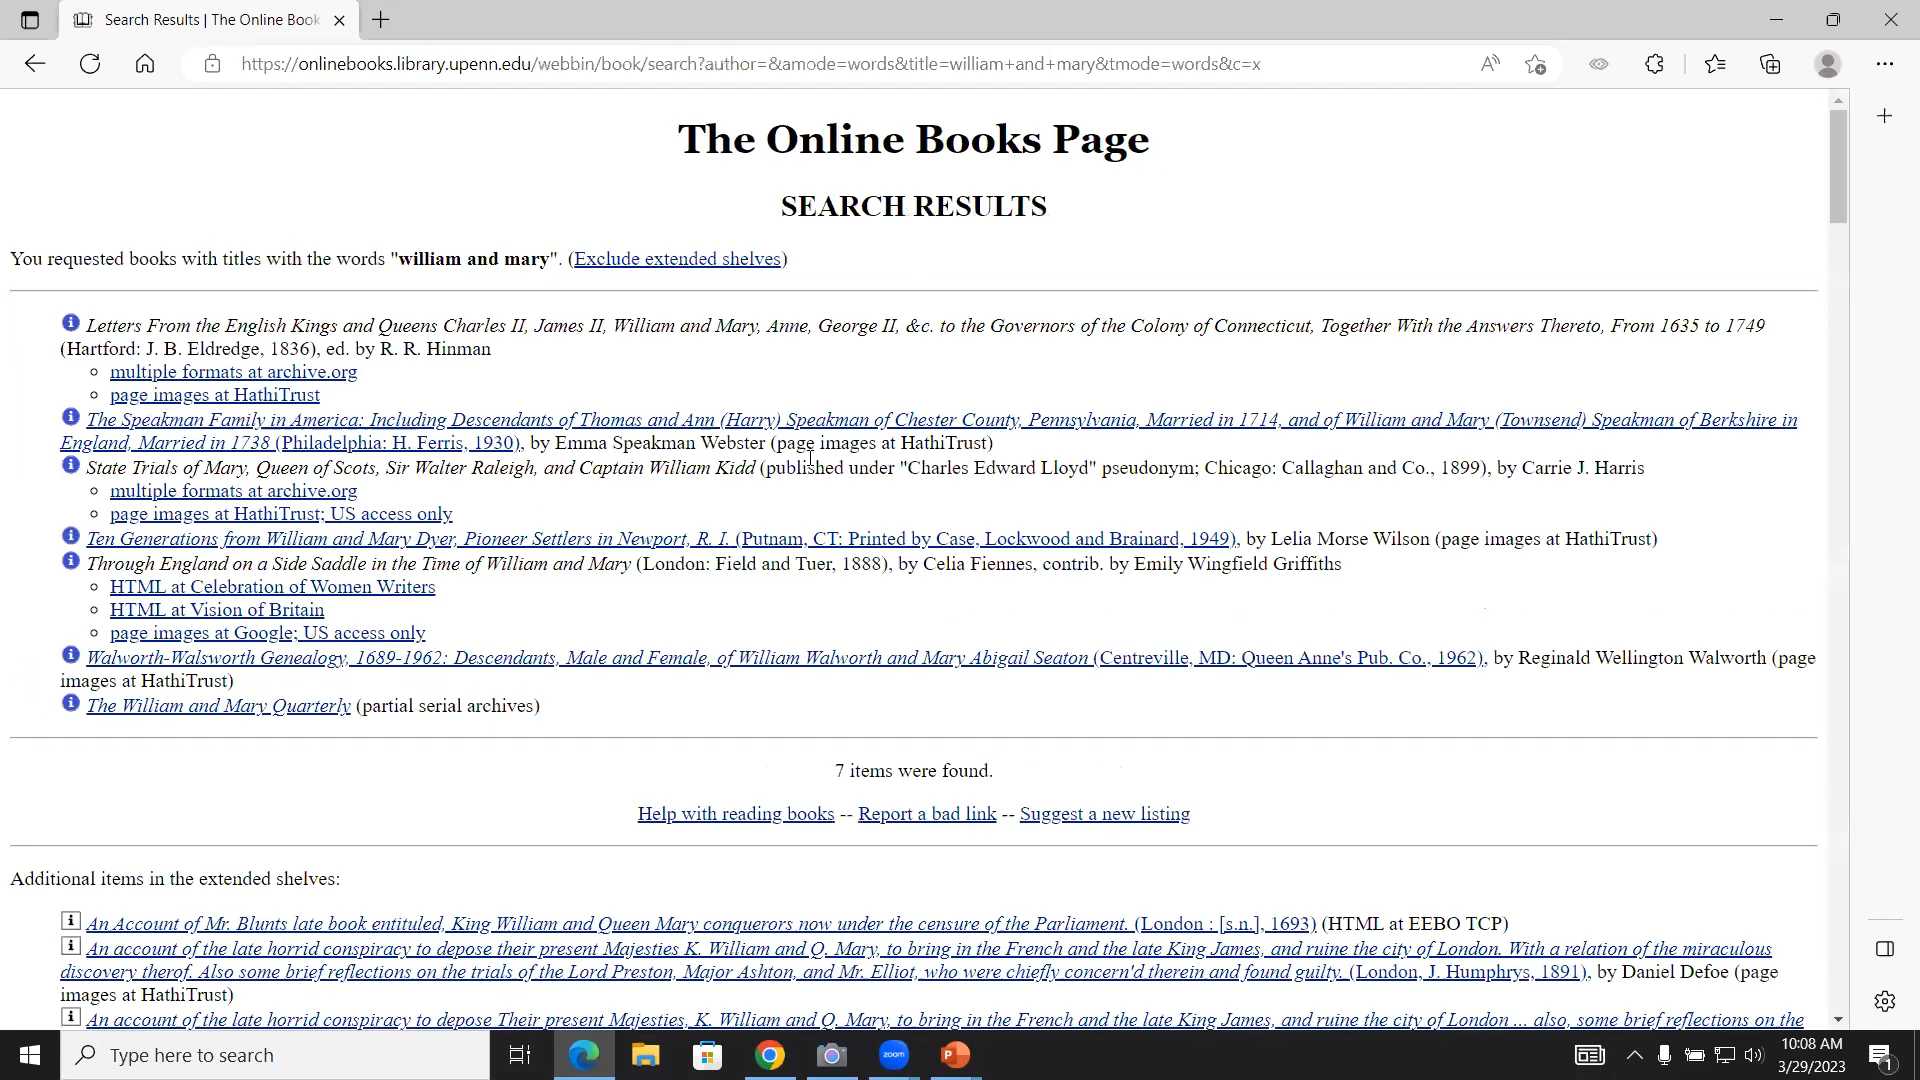 Search Results | The Online Book
https://onlinebooks.library.upenn.edu/webbin/book/search?author=&amode=words&title=william+and+mary&tmode=words&c=x
The Online Books Page
SEARCH RESULTS
You requested books with titles with the words "william and mary". (Exclude extended shelves)
Letters From the English Kings and Queens Charles II, James II, William and Mary, Anne, George II, &c. to the Governors of the Colony of Connecticut, Together With the Answers Thereto, From 1635 to 1749
(Hartford: J. B. Eldredge, 1836), ed. by R. R. Hinman
multiple formats at archive.org
page images at HathiTrust
The Speakman Family in America: Including Descendants of Thomas and Ann (Harry) Speakman of Chester County, Pennsylvania, Married in 1714, and of William and Mary (Townsend) Speakman of Berkshire in
England, Married in 1738 (Philadelphia: H. Ferris, 1930), by Emma Speakman Webster (page images at HathiTrust)
State Trials of Mary, Queen of Scots, Sir Walter Raleigh, and Captain William Kidd (published under "Charles Edward Lloyd" pseudonym; Chicago: Callaghan and Co., 1899), by Carrie J. Harris
multiple formats at archive.org
page images at HathiTrust; US access only
Ten Generations from William and Mary Dyer, Pioneer Settlers in Newport, R. I. (Putnam, CT: Printed by Case, Lockwood and Brainard, 1949), by Lelia Morse Wilson (page images at HathiTrust)
Through England on a Side Saddle in the Time of William and Mary (London: Field and Tuer, 1888), by Celia Fiennes, contrib. by Emily Wingfield Griffiths
HTML at Celebration of Women Writers
HTML at Vision of Britain
page images at Google; US access only
Walworth-Walsworth Genealogy, 1689-1962: Descendants, Male and Female, of William Walworth and Mary Abigail Seaton (Centreville, MD: Queen Anne's Pub. Co., 1962), by Reginald Wellington Walworth (page
images at HathiTrust)
The William and Mary Quarterly (partial serial archives)
7 items were found.
Help with reading books -- Report a bad link -- Suggest a new listing
Additional items in the extended shelves:
An Account of Mr. Blunts late book entituled, King William and Queen Mary conquerors now under the censure of the Parliament. (London : [s.n.], 1693) (HTML at EEBO TCP)
An account of the late horrid conspiracy to depose their present Majesties K. William and Q. Mary, to bring in the French and the late King James, and ruine the city of London. With a relation of the miraculous
discovery therof. Also some brief reflections on the trials of the Lord Preston, Major Ashton, and Mr. Elliot, who were chiefly concern'd therein and found guilty. (London, J. Humphrys, 1891), by Daniel Defoe (page
images at HathiTrust)
An account of the late horrid conspiracy to depose Their present Majesties, K. William and Q. Mary, to bring in the French and the late King James, and ruine the city of London ... also, some brief reflections on the
Type here to search
zoom
10:08 AM
3/29/2023
1